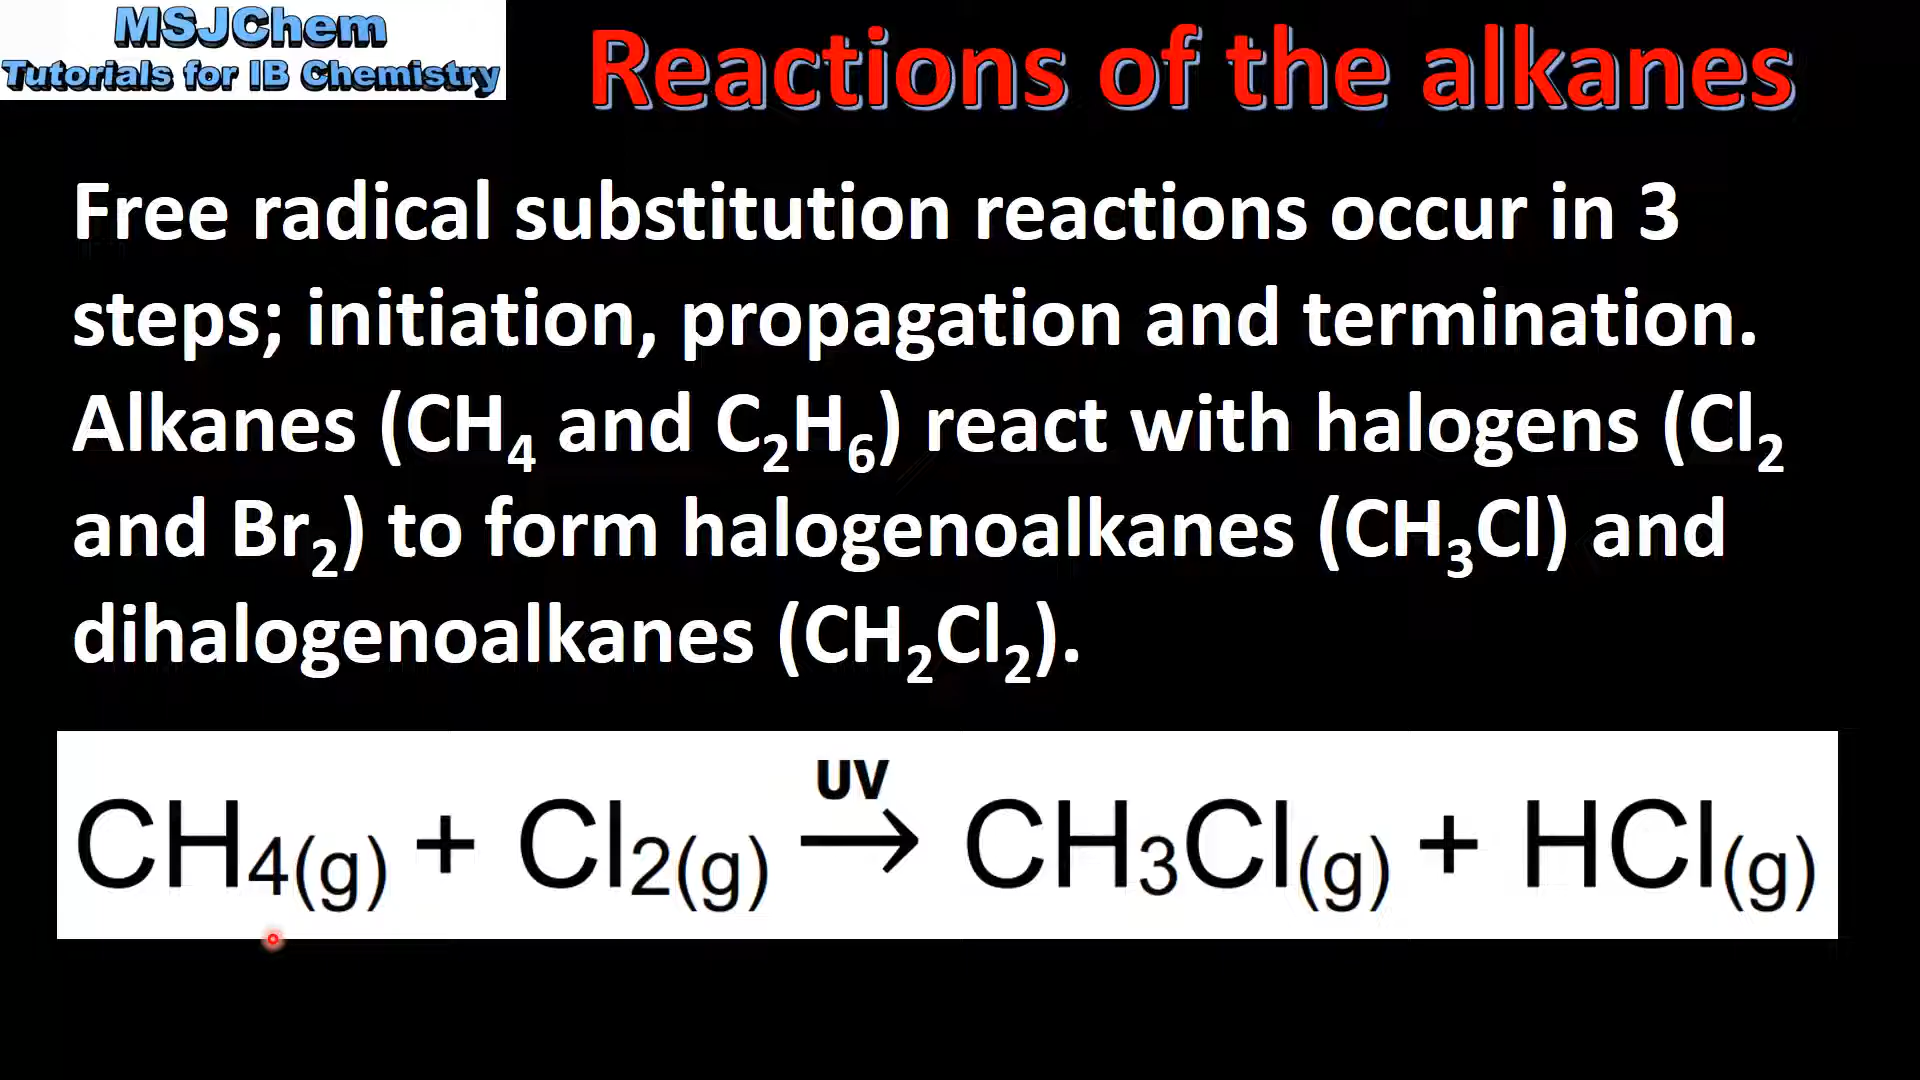 MSJChem
Tutorials for IB Chemistry
Reactions of the alkanes
Free radical substitution reactions occur in 3
steps; initiation, propagation and termination.
Alkanes (CH₄ and C₂H₆) react with halogens (Cl₂
and Br₂) to form halogenoalkanes (CH₃Cl) and
dihalogenoalkanes (CH₂Cl₂).
UV
CH₄(g) + Cl₂(g) → CH₃Cl(g) + HCl(g)